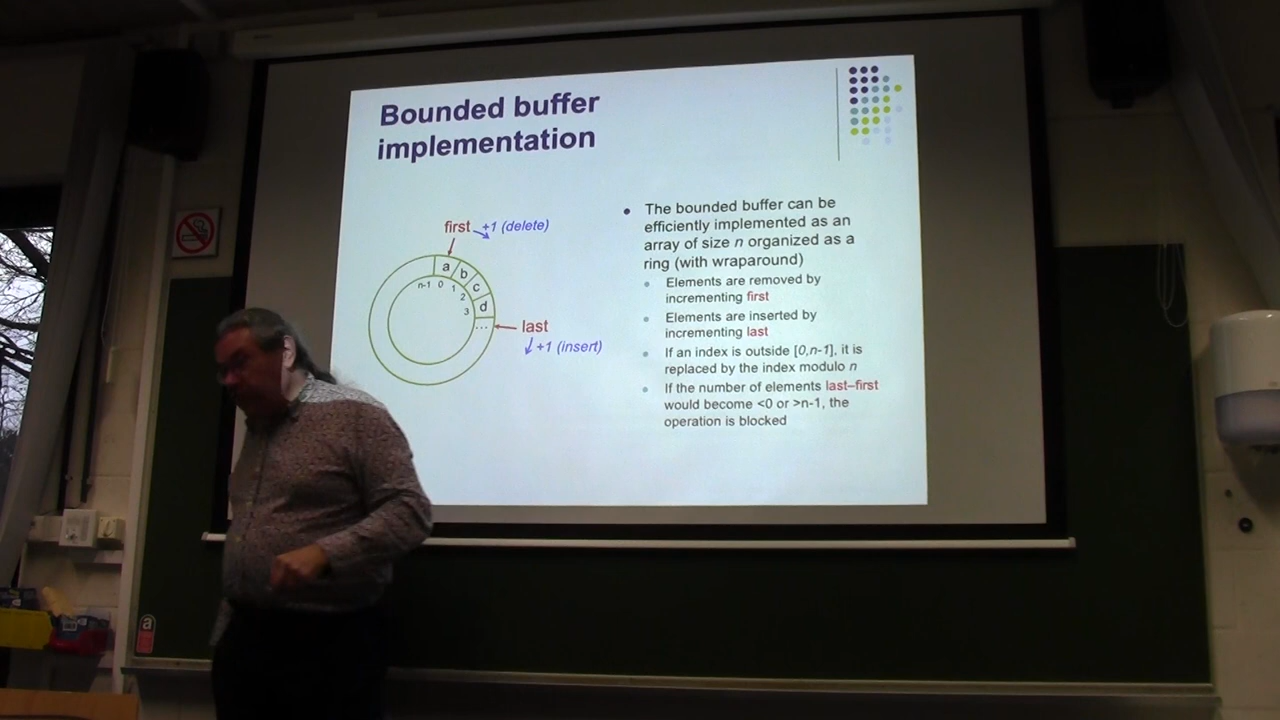 Bounded buffer
implementation
first +1 (delete)
a
b
c
d
...
n-1 0 1 2 3
last
+1 (insert)
The bounded buffer can be
efficiently implemented as an
array of size n organized as a
ring (with wraparound)
Elements are removed by
incrementing first
Elements are inserted by
incrementing last
If an index is outside [0,n-1], it is
replaced by the index modulo n
If the number of elements last–first
would become <0 or >n-1, the
operation is blocked
a